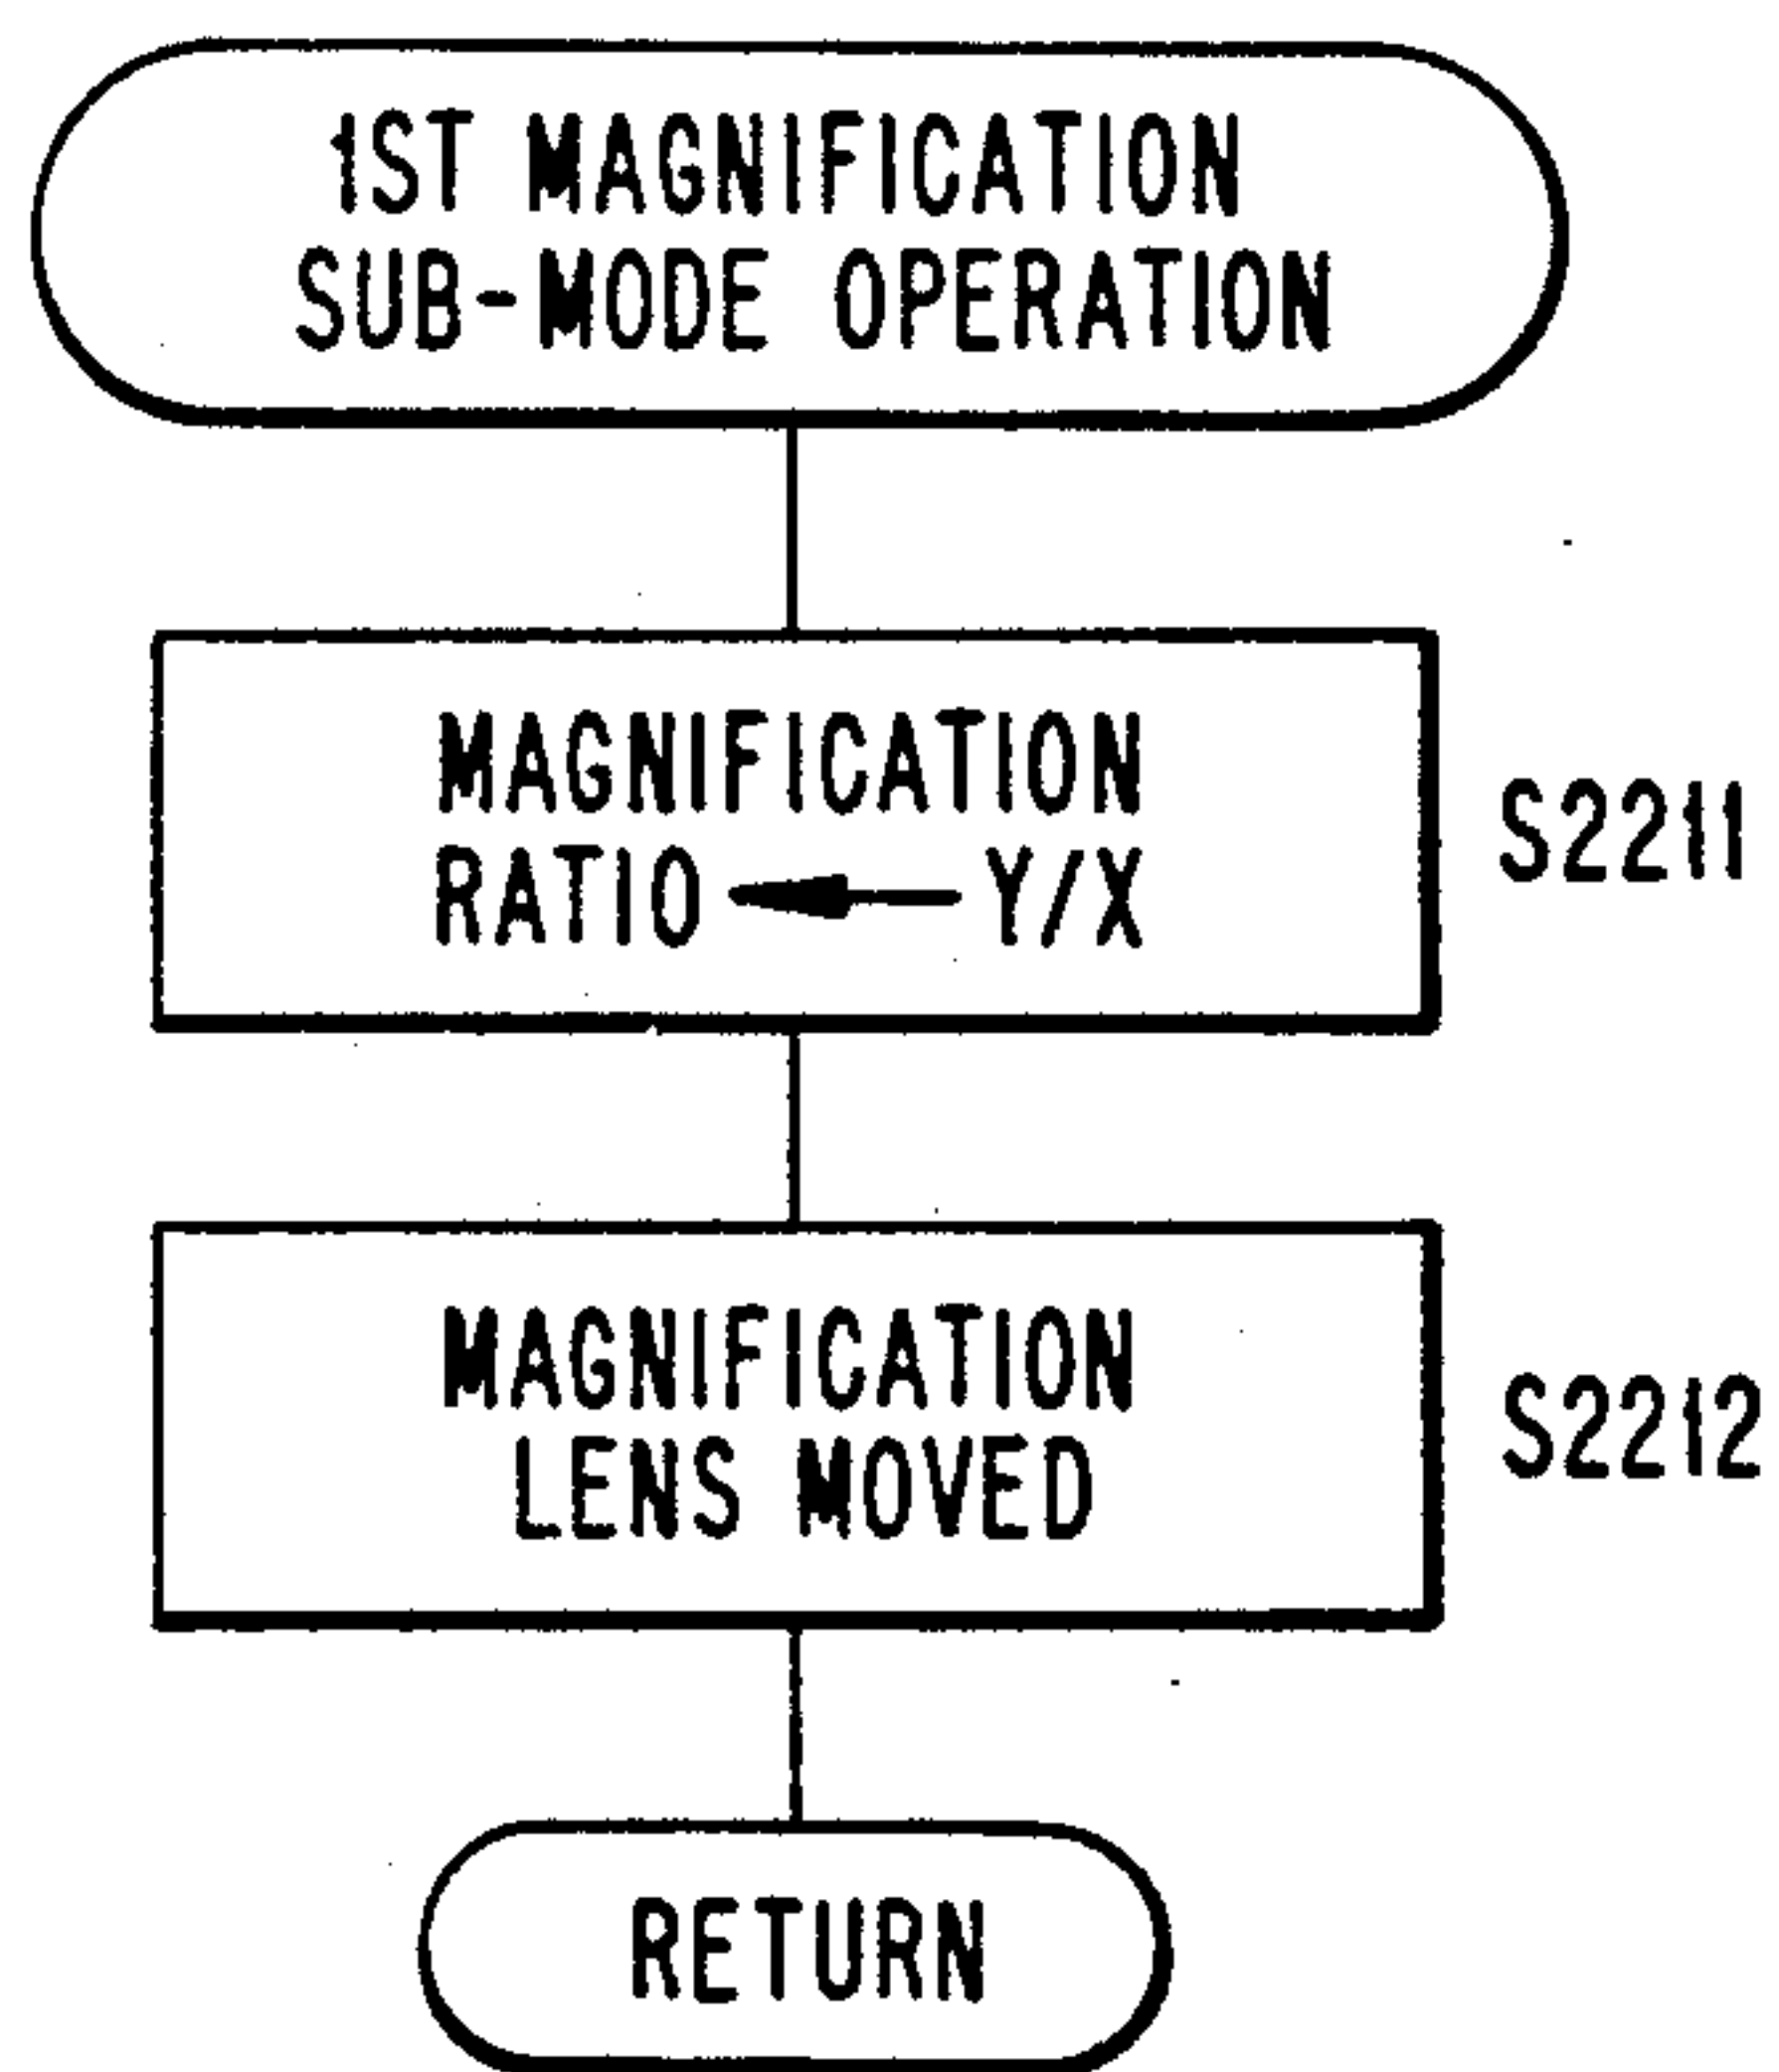 1ST MAGNIFICATION
SUB-MODE OPERATION
MAGNIFICATION
RATIO ← Y/X
S2211
MAGNIFICATION
LENS MOVED
S2212
RETURN